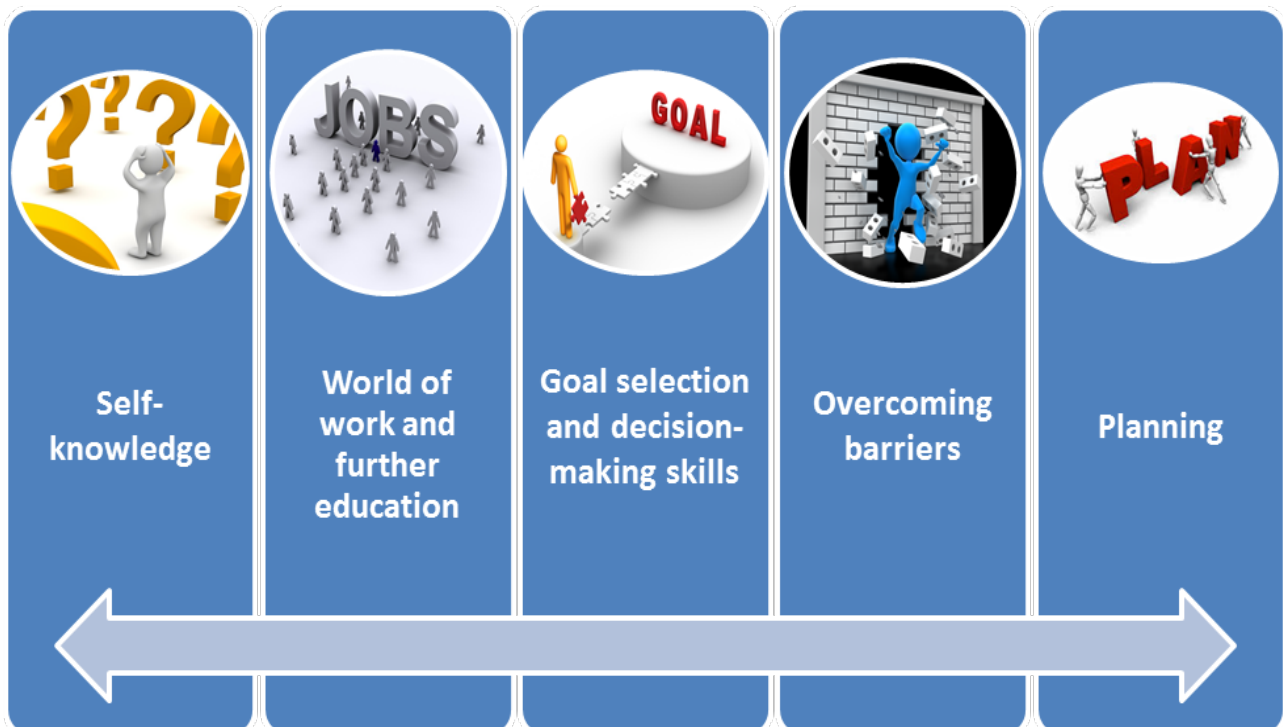 ? ? ? ?
Self-
knowledge
JOBS
World of
work and
further
education
GOAL
Goal selection
and decision-
making skills
Overcoming
barriers
PLAN
Planning